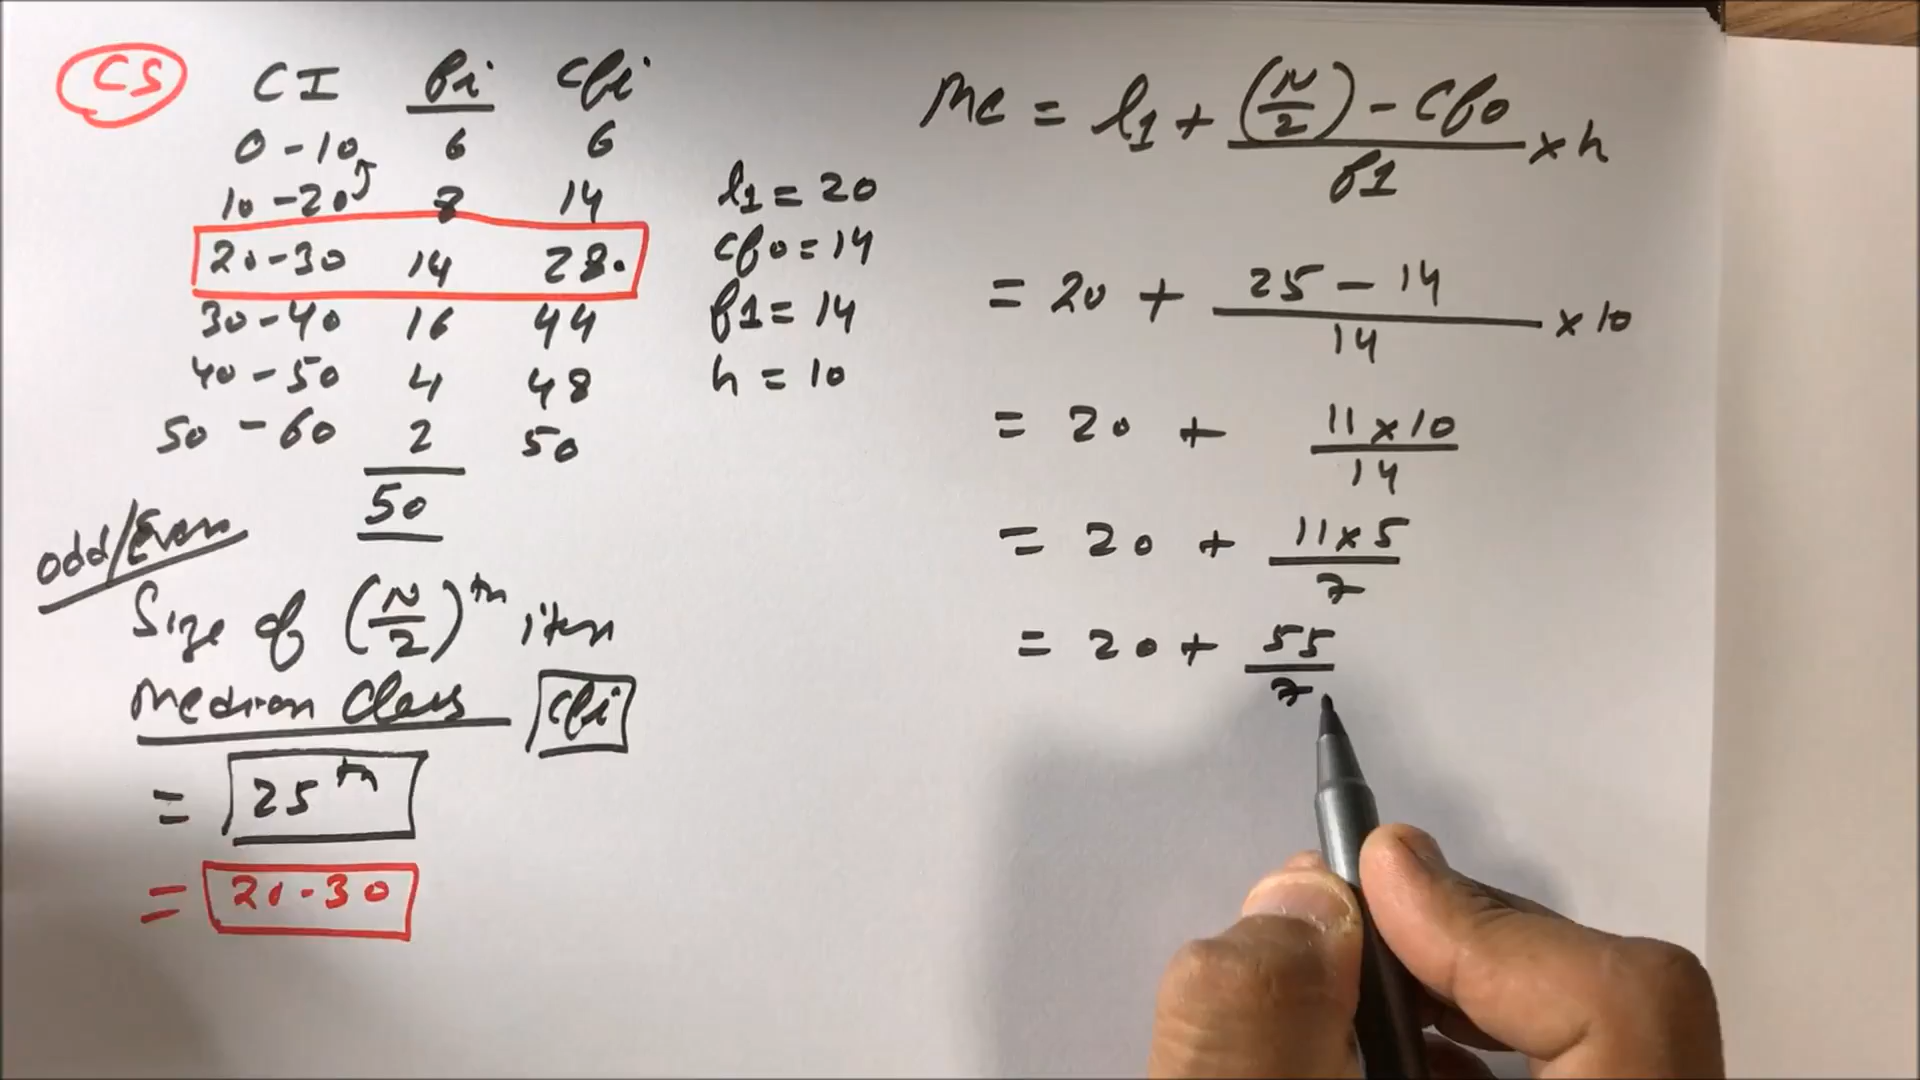 CS
CI fi cfi
0-10 6 6
10-20 8 14
20-30 14 28.
30-40 16 44
40-50 4 48
50-60 2 50
50
odd/Even
Size of (N/2)th item
Median Class cfi
= 25th
= 20-30
l1 = 20
cf0 = 14
f1 = 14
h = 10
Me = l1 + (N/2) - Cf0 / f1 × h
= 20 + 25 - 14 / 14 × 10
= 20 + 11 × 10 / 14
= 20 + 11 × 5 / 7
= 20 + 55 / 7